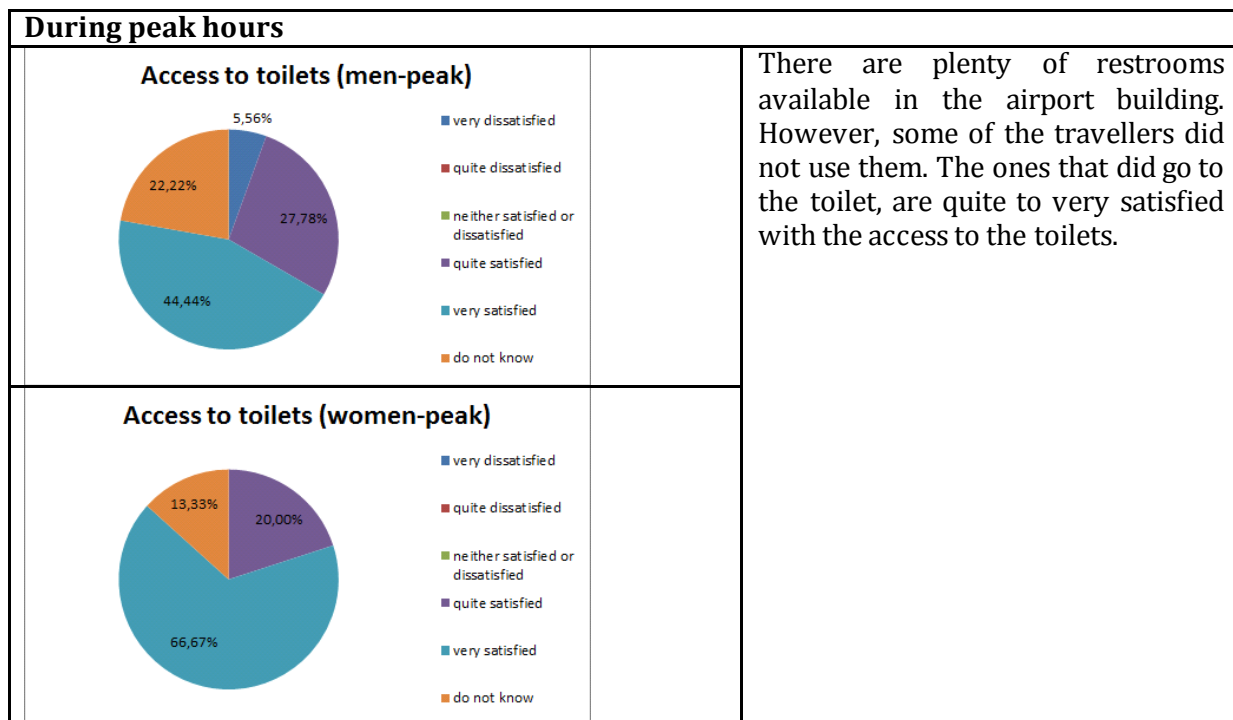 During peak hours
Access to toilets (men-peak)
5,56%
22,22%
27,78%
44,44%
very dissatisfied
quite dissatisfied
neither satisfied or
dissatisfied
quite satisfied
very satisfied
do not know
There are plenty of restrooms
available in the airport building.
However, some of the travellers did
not use them. The ones that did go to
the toilet, are quite to very satisfied
with the access to the toilets.
Access to toilets (women-peak)
13,33%
20,00%
66,67%
very dissatisfied
quite dissatisfied
neither satisfied or
dissatisfied
quite satisfied
very satisfied
do not know